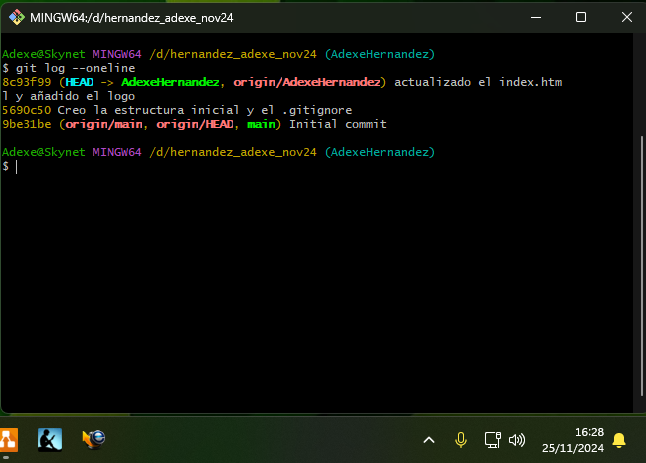 MINGW64:/d/hernandez_adexe_nov24
Adexe@Skynet MINGW64 /d/hernandez_adexe_nov24 (AdexeHernandez)
$ git log --oneline
8c93f99 (HEAD -> AdexeHernandez, origin/AdexeHernandez) actualizado el index.htm
l y añadido el logo
5690c50 Creo la estructura inicial y el .gitignore
9be31be (origin/main, origin/HEAD, main) Initial commit
Adexe@Skynet MINGW64 /d/hernandez_adexe_nov24 (AdexeHernandez)
$
16:28
25/11/2024